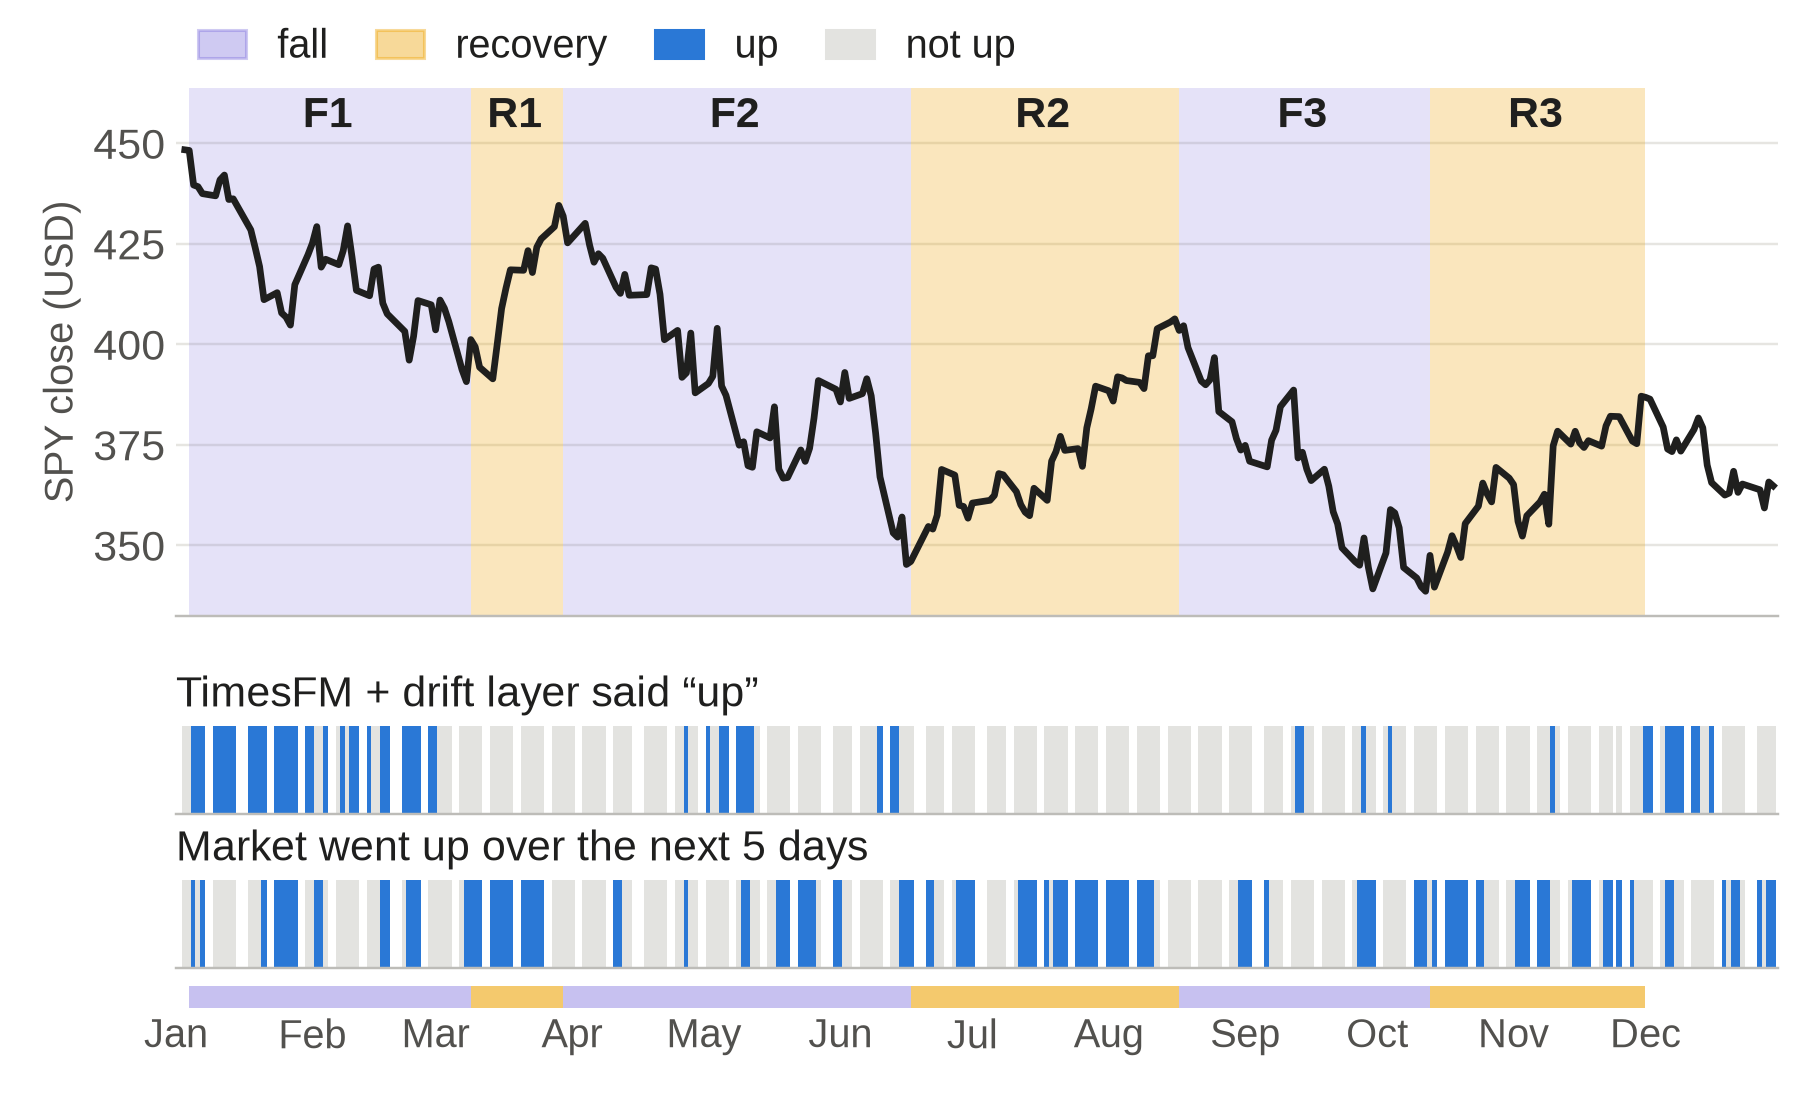 fall recovery up not up
F1 R1 F2 R2 F3 R3
450
425
400
375
350
SPY close (USD)
TimesFM + drift layer said “up”
Market went up over the next 5 days
Jan Feb Mar Apr May Jun Jul Aug Sep Oct Nov Dec